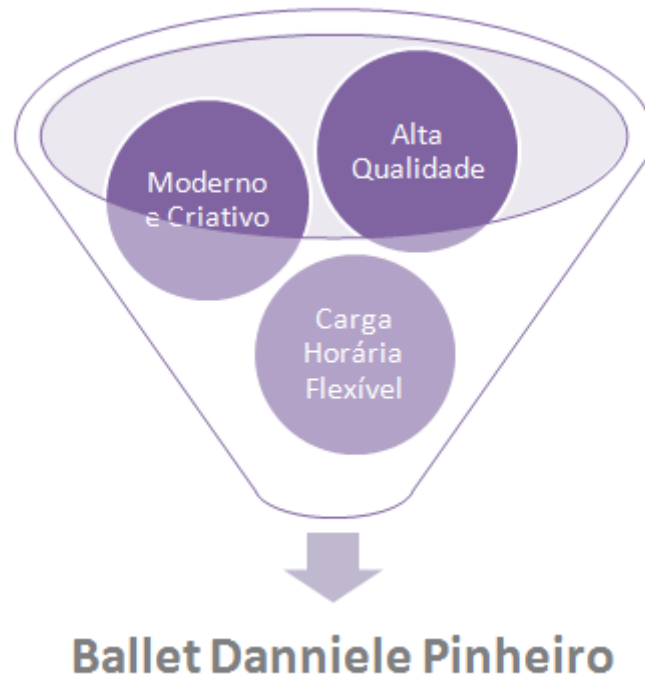 Alta
Qualidade
Moderno
e Criativo
Carga
Horária
Flexível
Ballet Danniele Pinheiro